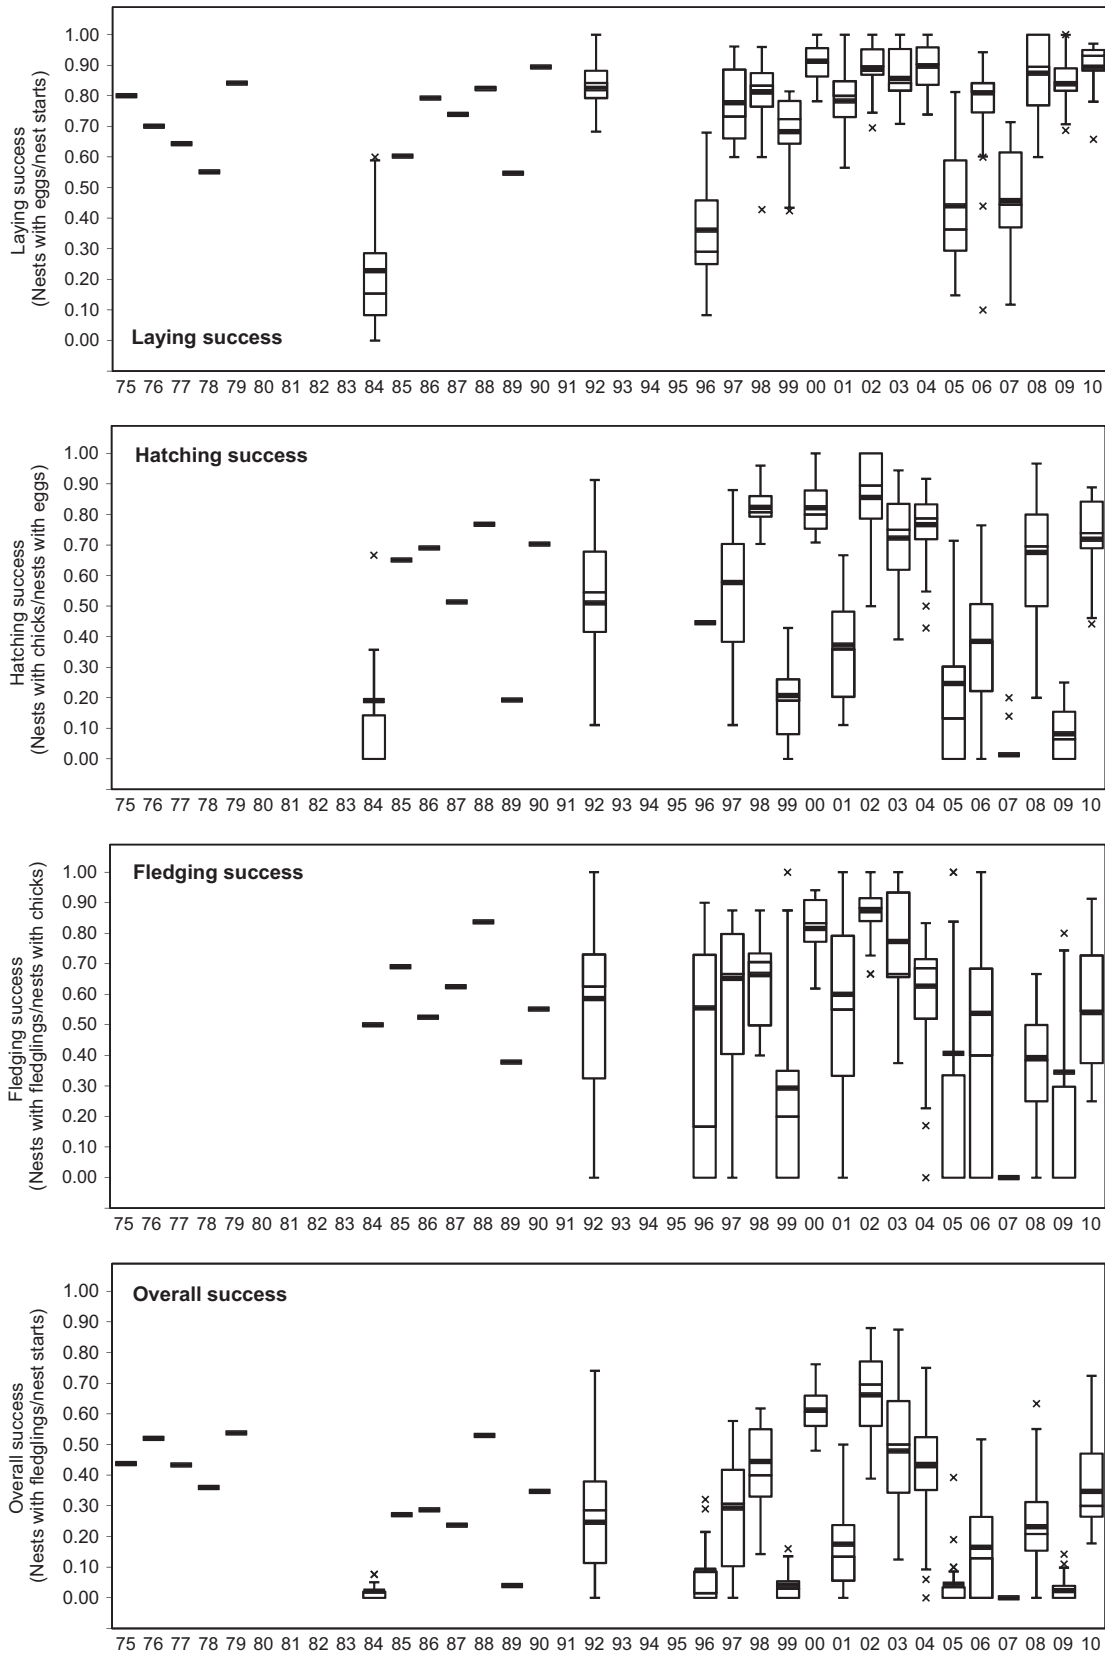 Laying success
(Nests with eggs/nest starts)
1.00
0.90
0.80
0.70
0.60
0.50
0.40
0.30
0.20
0.10
0.00
Laying success
75 76 77 78 79 80 81 82 83 84 85 86 87 88 89 90 91 92 93 94 95 96 97 98 99 00 01 02 03 04 05 06 07 08 09 10
Hatching success
(Nests with chicks/nests with eggs)
1.00
0.90
0.80
0.70
0.60
0.50
0.40
0.30
0.20
0.10
0.00
Hatching success
75 76 77 78 79 80 81 82 83 84 85 86 87 88 89 90 91 92 93 94 95 96 97 98 99 00 01 02 03 04 05 06 07 08 09 10
Fledging success
(Nests with fledglings/nests with chicks)
1.00
0.90
0.80
0.70
0.60
0.50
0.40
0.30
0.20
0.10
0.00
Fledging success
75 76 77 78 79 80 81 82 83 84 85 86 87 88 89 90 91 92 93 94 95 96 97 98 99 00 01 02 03 04 05 06 07 08 09 10
Overall success
(Nests with fledglings/nest starts)
1.00
0.90
0.80
0.70
0.60
0.50
0.40
0.30
0.20
0.10
0.00
Overall success
75 76 77 78 79 80 81 82 83 84 85 86 87 88 89 90 91 92 93 94 95 96 97 98 99 00 01 02 03 04 05 06 07 08 09 10